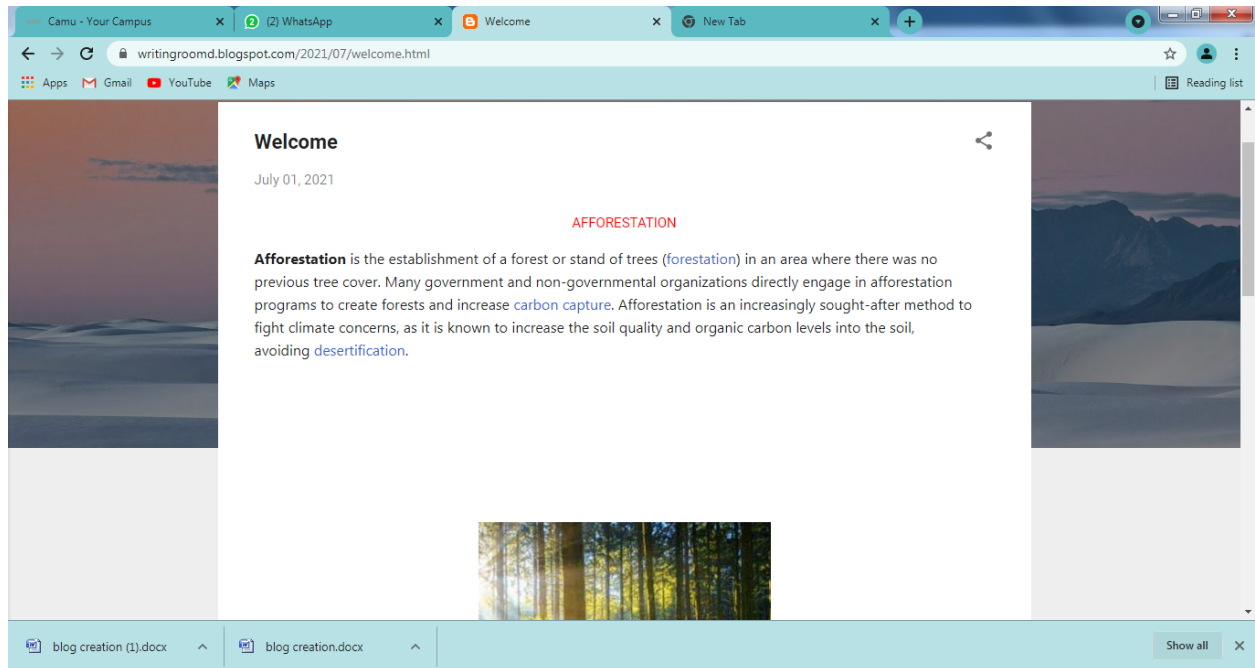 Camu - Your Campus
(2) WhatsApp
Welcome
New Tab
writingroomd.blogspot.com/2021/07/welcome.html
Apps Gmail YouTube Maps Reading list
Welcome
July 01, 2021
AFFORESTATION
Afforestation is the establishment of a forest or stand of trees (forestation) in an area where there was no
previous tree cover. Many government and non-governmental organizations directly engage in afforestation
programs to create forests and increase carbon capture. Afforestation is an increasingly sought-after method to
fight climate concerns, as it is known to increase the soil quality and organic carbon levels into the soil,
avoiding desertification.
blog creation (1).docx
blog creation.docx
Show all